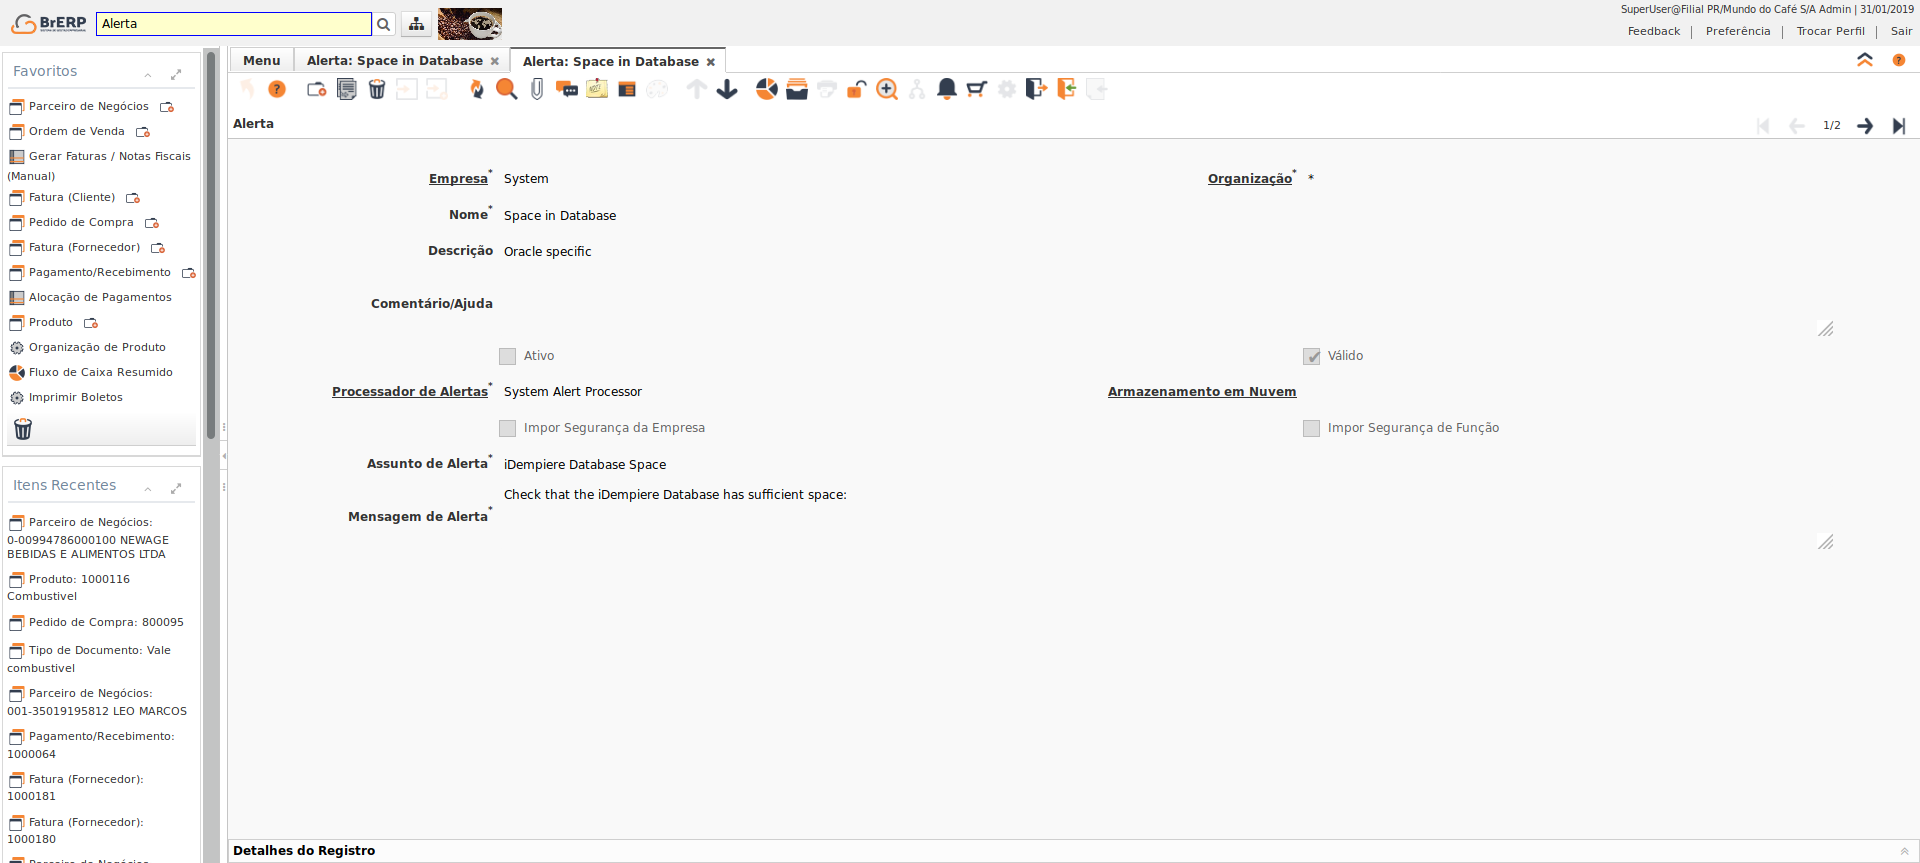 BrERP
Alerta
SuperUser@Filial PR/Mundo do Café S/A Admin | 31/01/2019
Feedback | Preferência | Trocar Perfil | Sair
Favoritos
Parceiro de Negócios
Ordem de Venda
Gerar Faturas / Notas Fiscais
(Manual)
Fatura (Cliente)
Pedido de Compra
Fatura (Fornecedor)
Pagamento/Recebimento
Alocação de Pagamentos
Produto
Organização de Produto
Fluxo de Caixa Resumido
Imprimir Boletos
Itens Recentes
Parceiro de Negócios:
0-00994786000100 NEWAGE
BEBIDAS E ALIMENTOS LTDA
Produto: 1000116
Combustivel
Pedido de Compra: 800095
Tipo de Documento: Vale
combustivel
Parceiro de Negócios:
001-35019195812 LEO MARCOS
Pagamento/Recebimento:
1000064
Fatura (Fornecedor):
1000181
Fatura (Fornecedor):
1000180
Menu
Alerta: Space in Database
Alerta: Space in Database
Alerta
1/2
Empresa* System
Organização* *
Nome* Space in Database
Descrição Oracle specific
Comentário/Ajuda
Ativo
Válido
Processador de Alertas* System Alert Processor
Armazenamento em Nuvem
Impor Segurança da Empresa
Impor Segurança de Função
Assunto de Alerta* iDempiere Database Space
Check that the iDempiere Database has sufficient space:
Mensagem de Alerta*
Detalhes do Registro